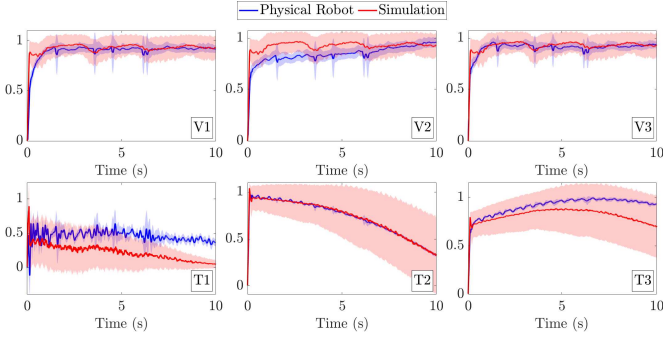 Physical Robot Simulation
1 1 1
0.5 0.5 0.5
0 0 0
V1 V2 V3
0 5 10 0 5 10 0 5 10
Time (s) Time (s) Time (s)
1 1 1
0.5 0.5 0.5
0 0 0
T1 T2 T3
0 5 10 0 5 10 0 5 10
Time (s) Time (s) Time (s)